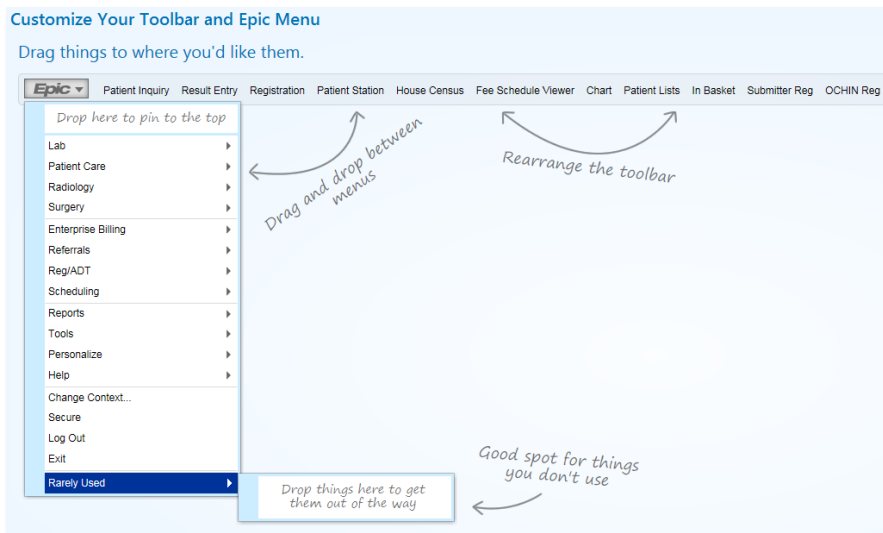 Customize Your Toolbar and Epic Menu
Drag things to where you'd like them.
Epic Patient Inquiry Result Entry Registration Patient Station House Census Fee Schedule Viewer Chart Patient Lists In Basket Submitter Reg OCHIN Reg
Drop here to pin to the top
Lab
Patient Care
Radiology
Surgery
Enterprise Billing
Referrals
Reg/ADT
Scheduling
Reports
Tools
Personalize
Help
Change Context...
Secure
Log Out
Exit
Rarely Used
Drag and drop between
menus
Rearrange the toolbar
Drop things here to get
them out of the way
Good spot for things
you don't use